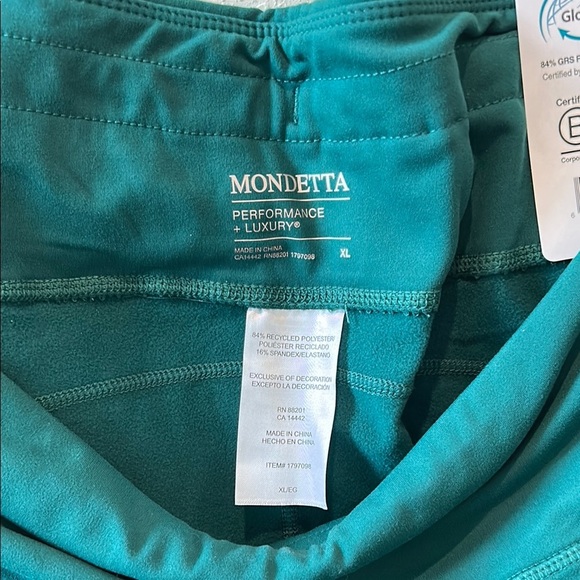 MONDETTA
PERFORMANCE
+ LUXURY®
MADE IN CHINA
CA14442 RN88201 1797098
XL
84% RECYCLED POLYESTER/
POLIÉSTER RECICLADO
16% SPANDEX/ELASTANO
EXCLUSIVE OF DECORATION
EXCEPTO LA DECORACIÓN
RN 88201
CA 14442
MADE IN CHINA
HECHO EN CHINA
ITEM# 1797098
XL/EG
84% GRS
Certified by
B